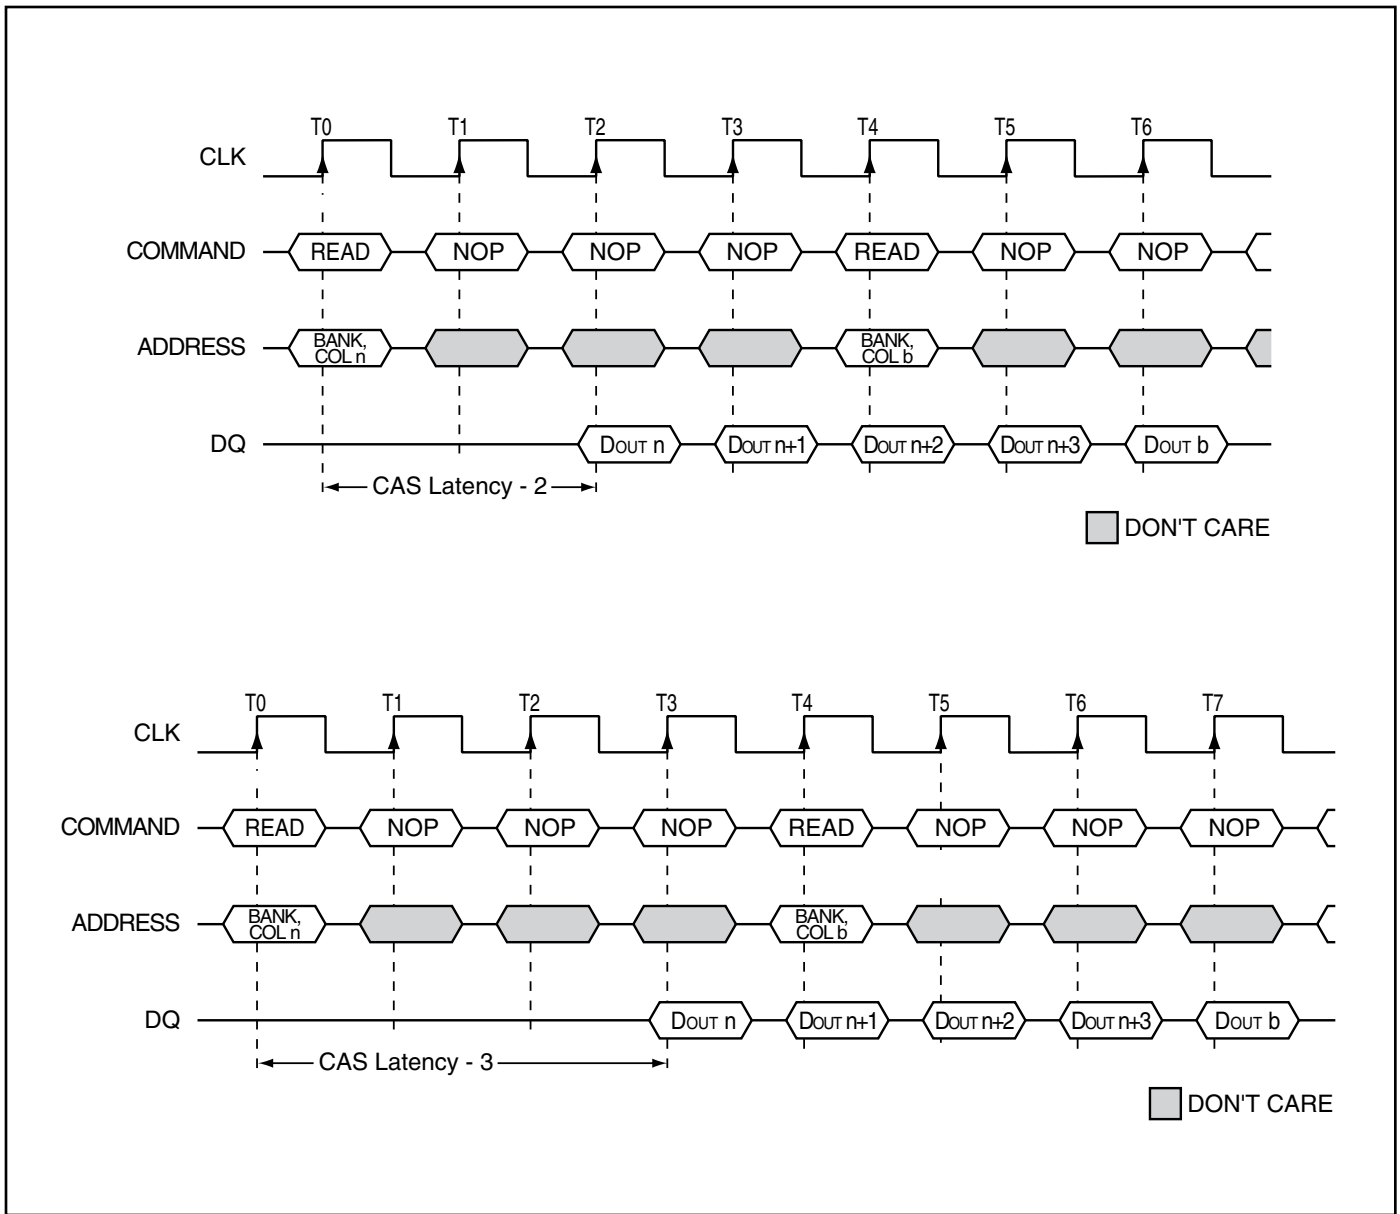 T0 T1 T2 T3 T4 T5 T6
CLK
COMMAND READ NOP NOP NOP READ NOP NOP
ADDRESS BANK, COL n BANK, COL b
DQ DOUT n DOUT n+1 DOUT n+2 DOUT n+3 DOUT b
CAS Latency - 2
DON'T CARE
T0 T1 T2 T3 T4 T5 T6 T7
CLK
COMMAND READ NOP NOP NOP READ NOP NOP NOP
ADDRESS BANK, COL n BANK, COL b
DQ DOUT n DOUT n+1 DOUT n+2 DOUT n+3 DOUT b
CAS Latency - 3
DON'T CARE